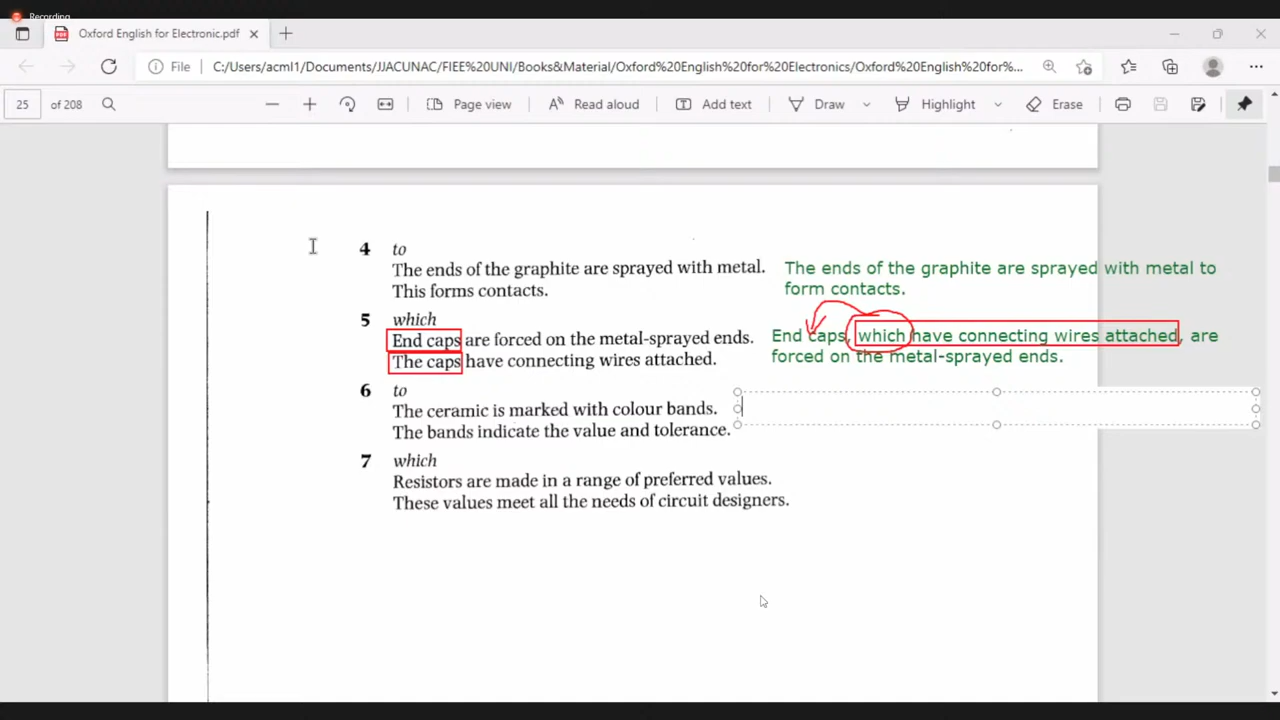 Recording
Oxford English for Electronic.pdf
File C:/Users/acml1/Documents/JJACUNAC/FIEE%20UNI/Books&Material/Oxford%20English%20for%20Electronics/Oxford%20English%20for%...
25 of 208 Page view Read aloud Add text Draw Highlight Erase
4 to
The ends of the graphite are sprayed with metal.
This forms contacts.
The ends of the graphite are sprayed with metal to
form contacts.
5 which
End caps are forced on the metal-sprayed ends.
The caps have connecting wires attached.
End caps, which have connecting wires attached, are
forced on the metal-sprayed ends.
6 to
The ceramic is marked with colour bands.
The bands indicate the value and tolerance.
7 which
Resistors are made in a range of preferred values.
These values meet all the needs of circuit designers.